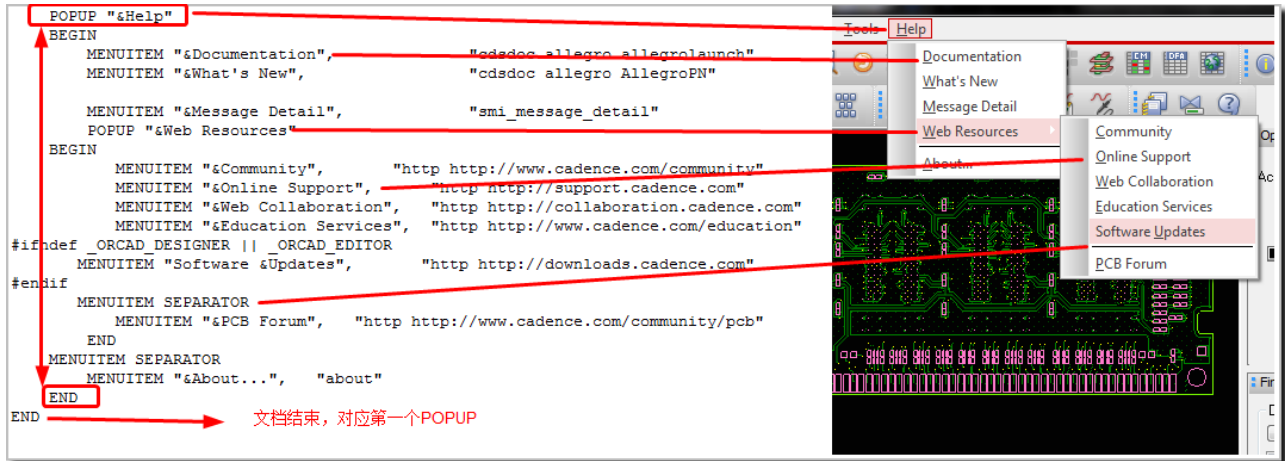 POPUP "&Help"
BEGIN
MENUITEM "&Documentation", "cdsdoc allegro allegrolaunch"
MENUITEM "&What's New", "cdsdoc allegro AllegroPN"
MENUITEM "&Message Detail", "smi_message_detail"
POPUP "&Web Resources"
BEGIN
MENUITEM "&Community", "http http://www.cadence.com/community"
MENUITEM "&Online Support", "http http://support.cadence.com"
MENUITEM "&Web Collaboration", "http http://collaboration.cadence.com"
MENUITEM "&Education Services", "http http://www.cadence.com/education"
#ifndef _ORCAD_DESIGNER || _ORCAD_EDITOR
MENUITEM "Software &Updates", "http http://downloads.cadence.com"
#endif
MENUITEM SEPARATOR
MENUITEM "&PCB Forum", "http http://www.cadence.com/community/pcb"
END
MENUITEM SEPARATOR
MENUITEM "&About...", "about"
END
END
文档结束，对应第一个POPUP
Tools Help
Documentation
What's New
Message Detail
Web Resources
About...
Community
Online Support
Web Collaboration
Education Services
Software Updates
PCB Forum